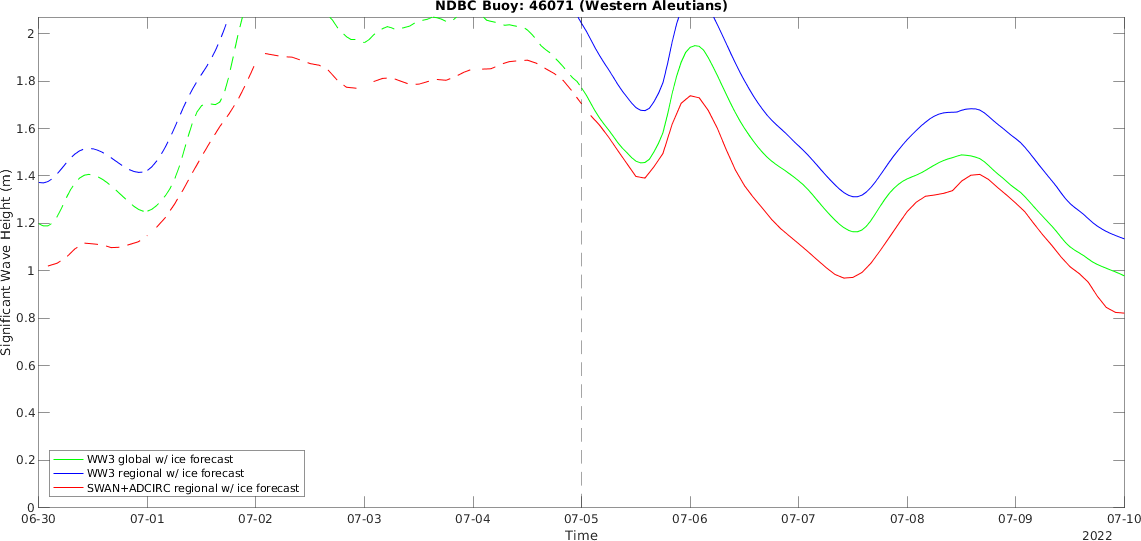 NDBC Buoy: 46071 (Western Aleutians)
Significant Wave Height (m)
2
1.8
1.6
1.4
1.2
1
0.8
0.6
0.4
0.2
0
WW3 global w/ ice forecast
WW3 regional w/ ice forecast
SWAN+ADCIRC regional w/ ice forecast
06-30 07-01 07-02 07-03 07-04 07-05 07-06 07-07 07-08 07-09 07-10
Time
2022